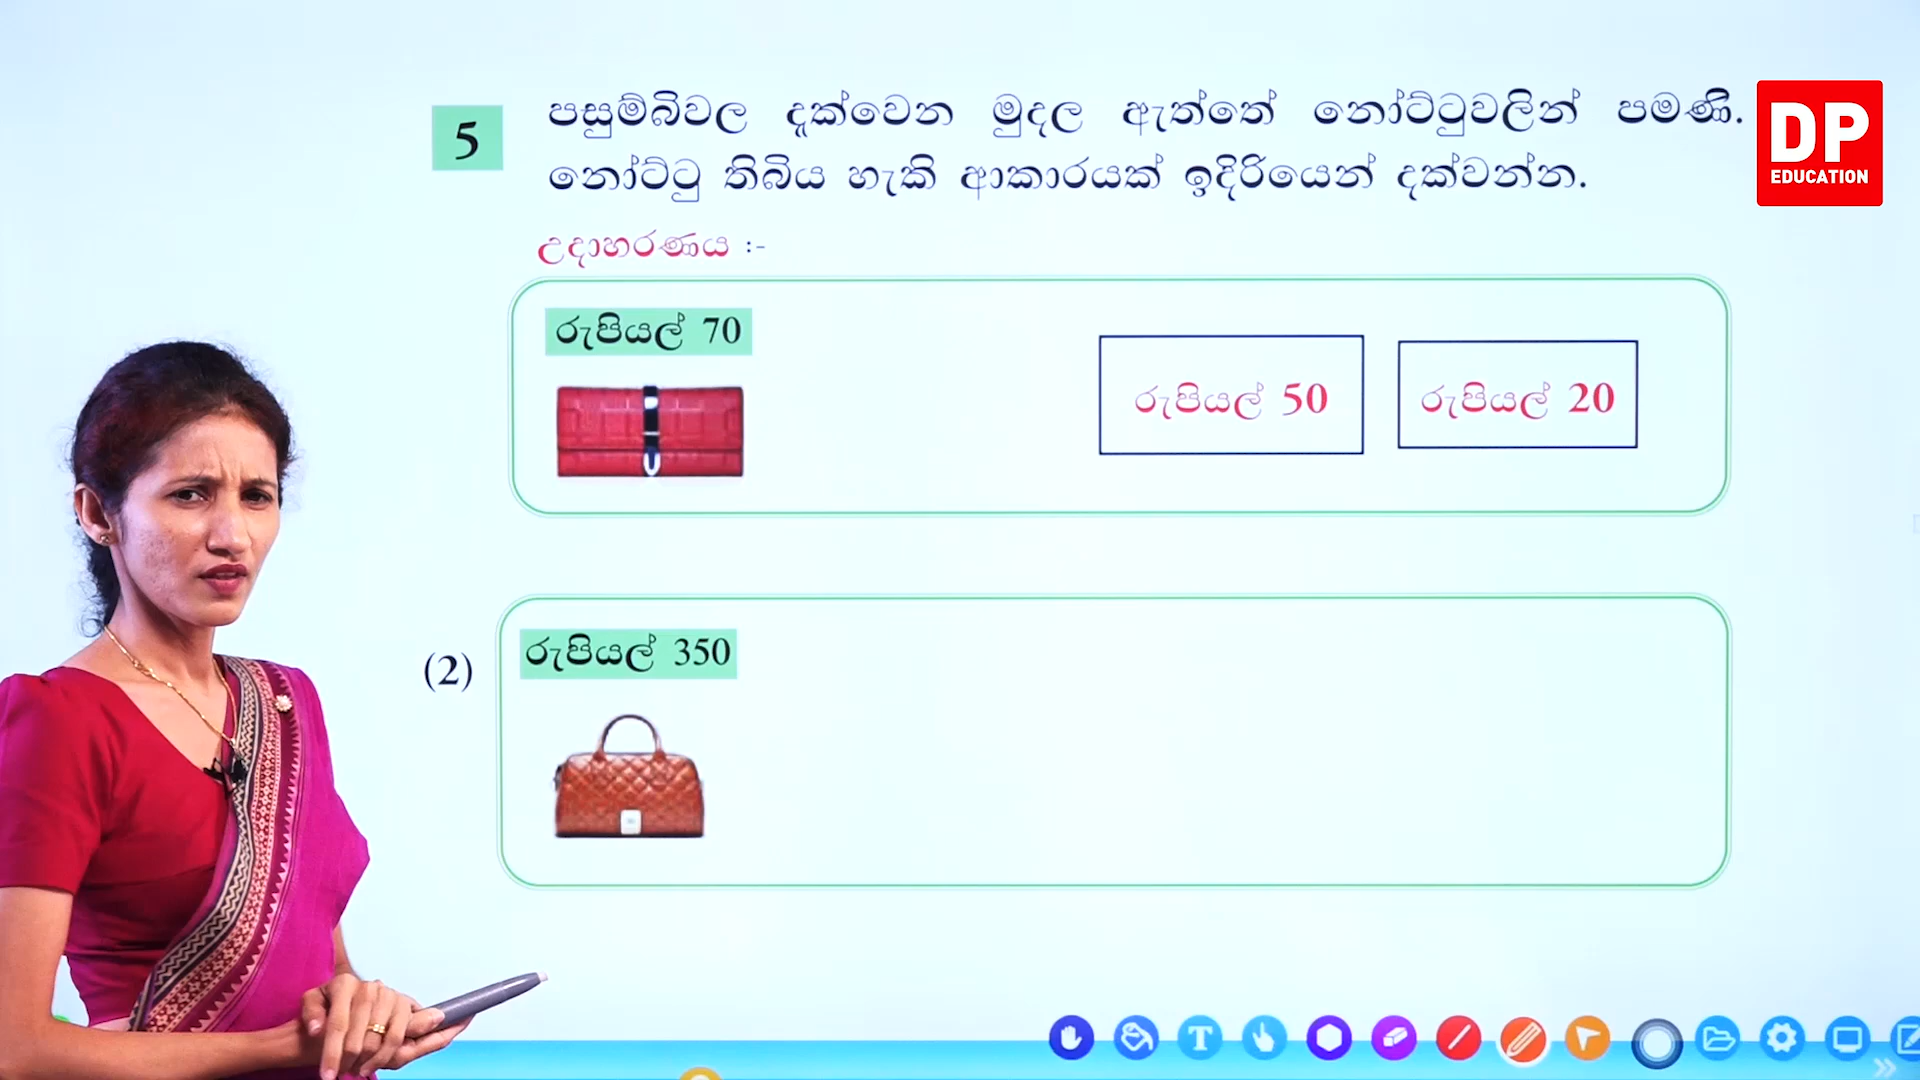 5 පසුම්බිවල දැක්වෙන මුදල ඇත්තේ නෝට්ටුවලින් පමණි.
නෝට්ටු තිබිය හැකි ආකාරයක් ඉදිරියෙන් දක්වන්න.
DP
EDUCATION
උදාහරණය :-
රුපියල් 70
රුපියල් 50
රුපියල් 20
(2) රුපියල් 350